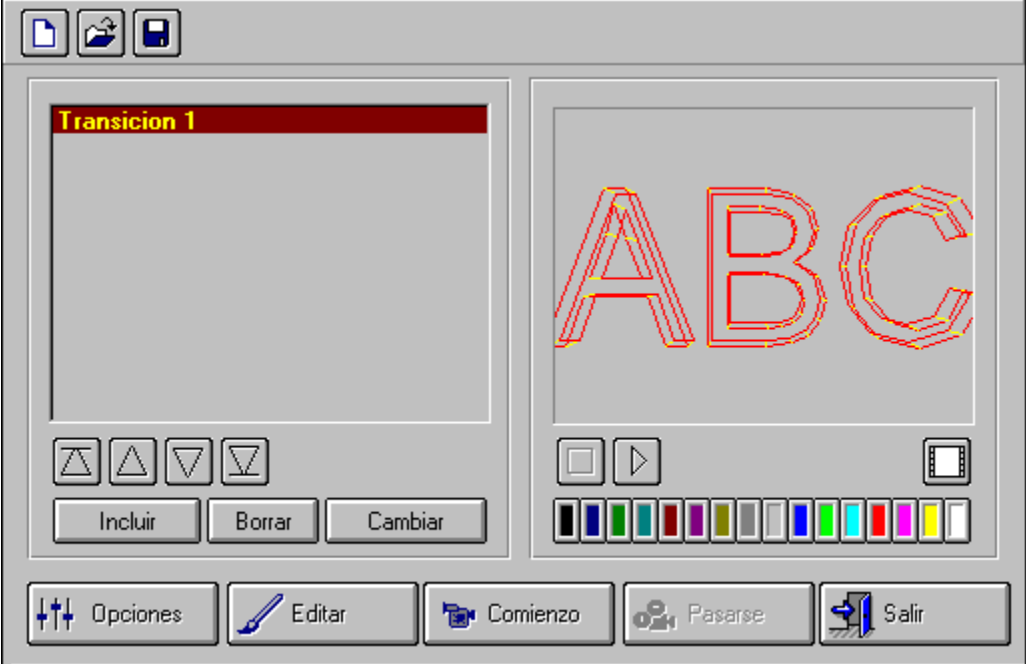 Transicion 1
ABC
Incluir Borrar Cambiar
Opciones Editar Comienzo Pasarse Salir